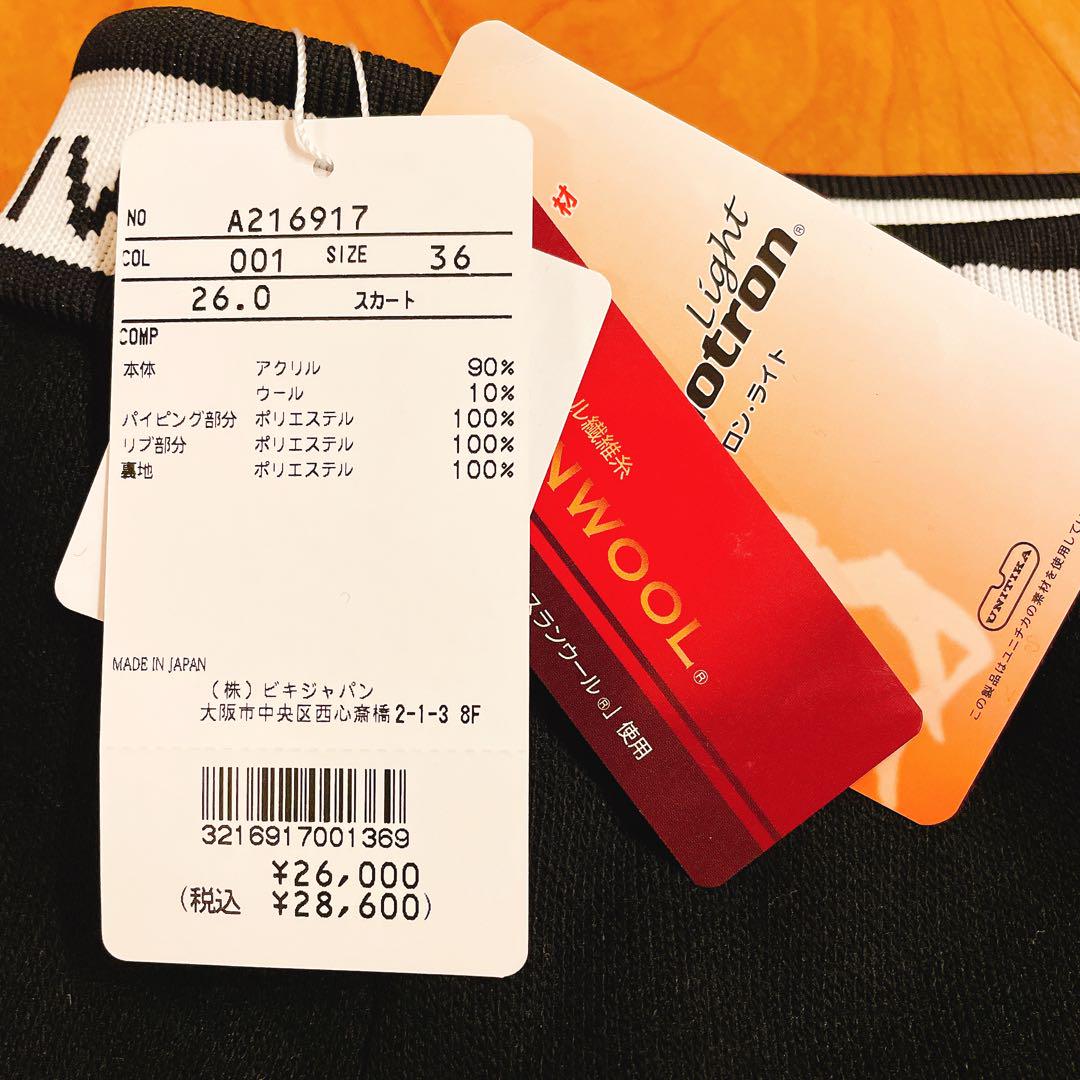 NO A216917
COL 001 SIZE 36
26.0 スカート
COMP
本体 アクリル 90%
ウール 10%
パイピング部分 ポリエステル 100%
リブ部分 ポリエステル 100%
裏地 ポリエステル 100%
MADE IN JAPAN
(株)ビキジャパン
大阪市中央区西心斎橋2-1-3 8F
3216917001369
¥26,000
(税込 ¥28,600)
ル繊維糸
NWOOL®
スランウール®」使用
材
Light
otron®
ロン・ライト
UNITIKA
この製品はユニチカの素材を使用してい